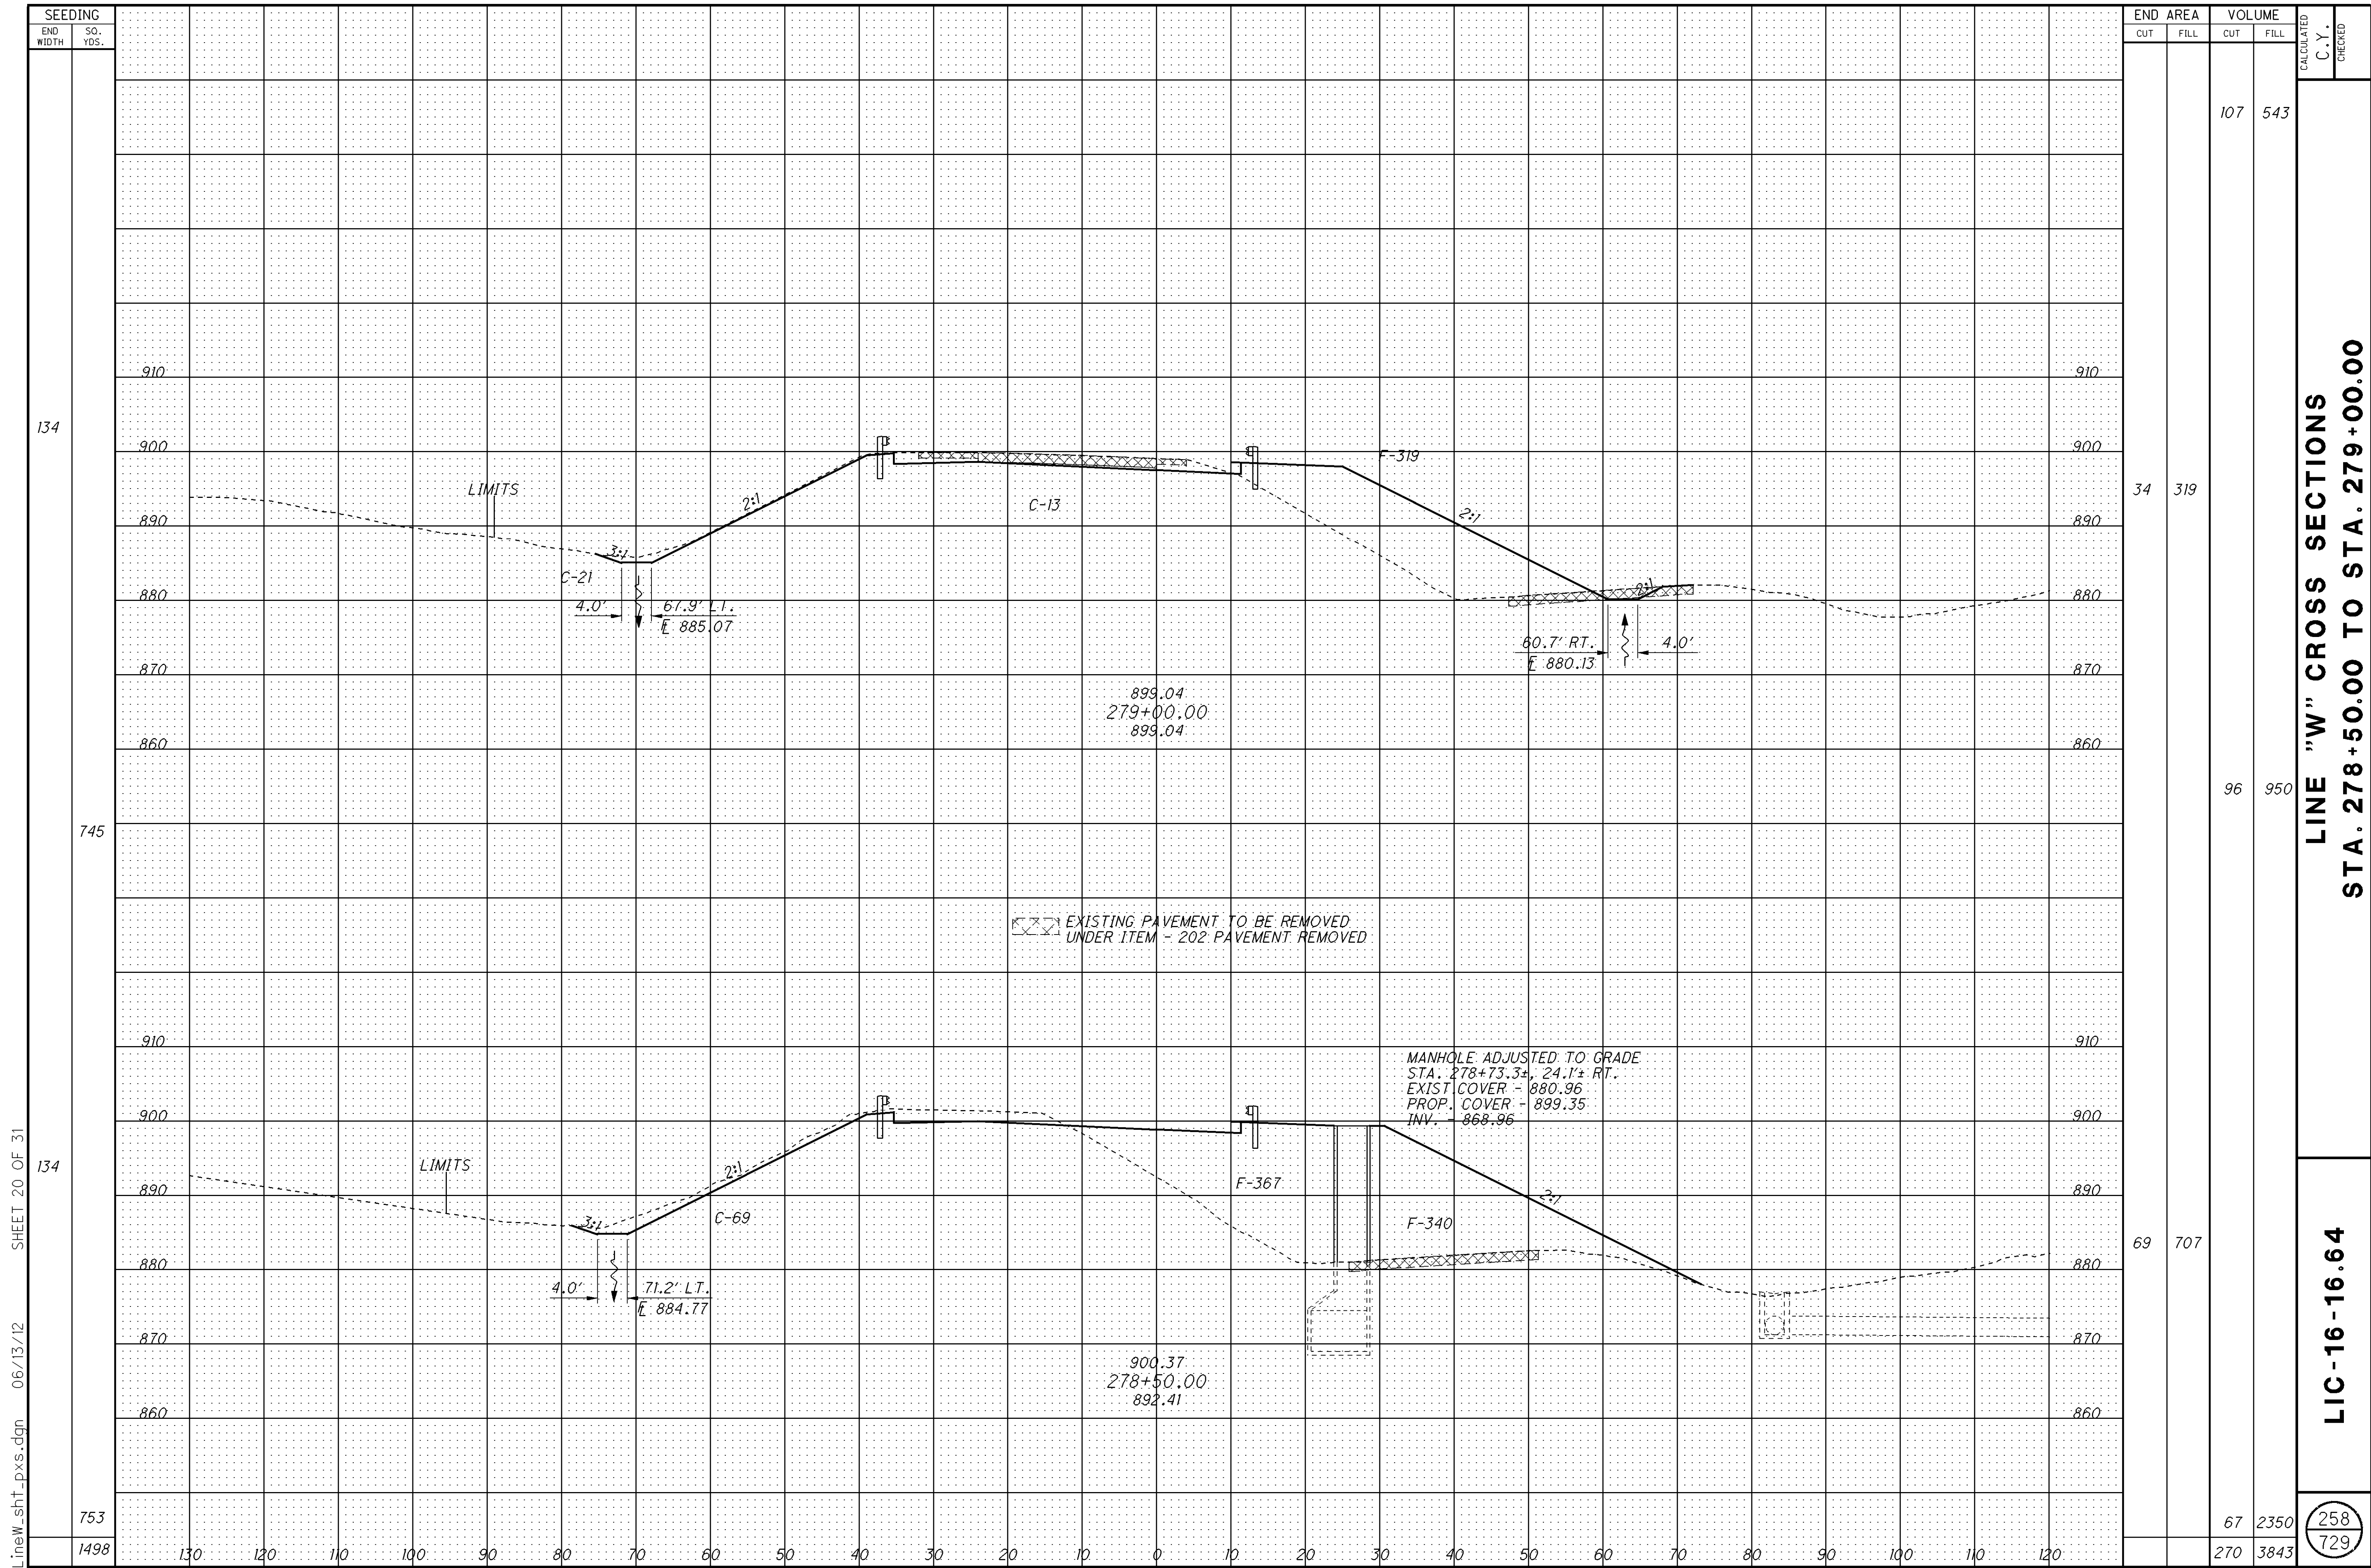 SEEDING
END WIDTH
SQ. YDS.
END AREA
VOLUME
CUT
FILL
CUT
FILL
CALCULATED
C.Y.
CHECKED
107
543
910
910
134
900
900
F-319
LIMITS
2:1
34
319
C-13
2:1
890
890
3:1
C-21
880
2:1
880
4.0'
67.9' LT.
885.07
60.7' RT.
4.0'
880.13
870
870
899.04
279+00.00
899.04
860
860
96
950
745
EXISTING PAVEMENT TO BE REMOVED
UNDER ITEM - 202 PAVEMENT REMOVED
910
910
MANHOLE ADJUSTED TO GRADE
STA. 278+73.3±, 24.1'± RT.
EXIST.COVER - 880.96
PROP. COVER - 899.35
INV. - 868.96
900
900
134
LIMITS
2:1
F-367
890
2:1
890
3:1
C-69
F-340
69
707
880
880
4.0'
71.2' LT.
884.77
870
870
900.37
278+50.00
892.41
860
860
753
67
2350
1498
130 120 110 100 90 80 70 60 50 40 30 20 10 0 10 20 30 40 50 60 70 80 90 100 110 120
270
3843
LINE "W" CROSS SECTIONS
STA. 278+50.00 TO STA. 279+00.00
LIC-16-16.64
258
729
LineW_sht_pxs.dgn 06/13/12 SHEET 20 OF 31